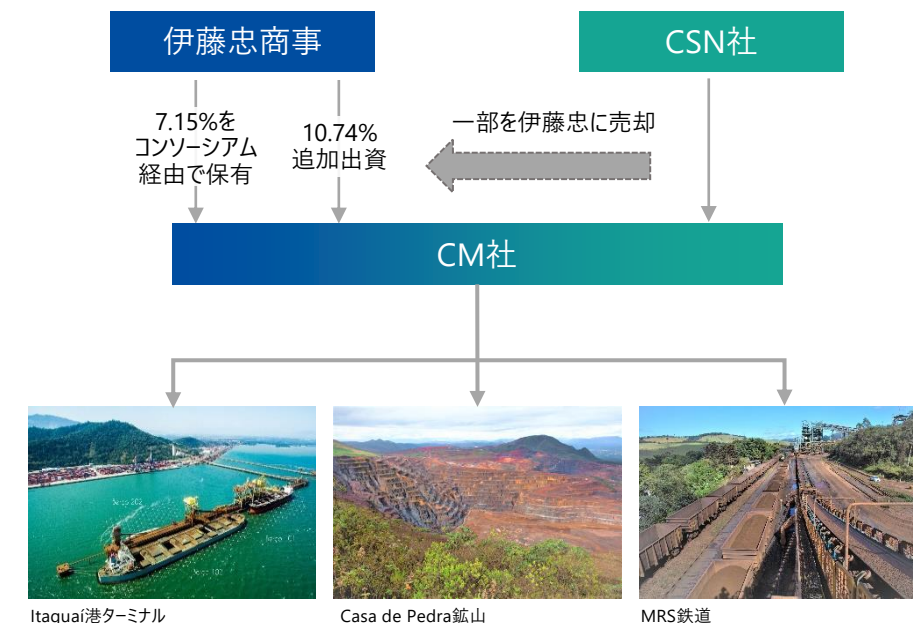 伊藤忠商事
CSN社
7.15%を
コンソーシアム
経由で保有
10.74%
追加出資
一部を伊藤忠に売却
CM社
Itaguaí港ターミナル
Casa de Pedra鉱山
MRS鉄道